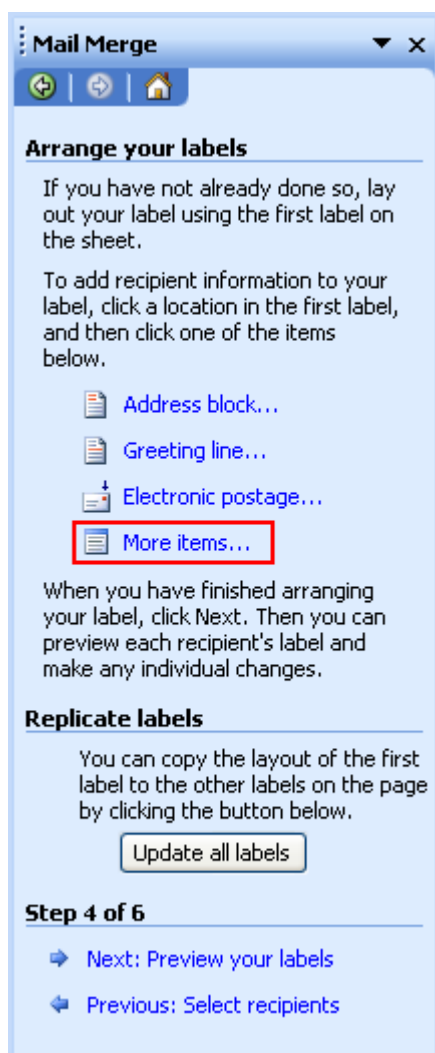 Mail Merge
Arrange your labels
If you have not already done so, lay
out your label using the first label on
the sheet.
To add recipient information to your
label, click a location in the first label,
and then click one of the items
below.
Address block...
Greeting line...
Electronic postage...
More items...
When you have finished arranging
your label, click Next. Then you can
preview each recipient's label and
make any individual changes.
Replicate labels
You can copy the layout of the first
label to the other labels on the page
by clicking the button below.
Update all labels
Step 4 of 6
Next: Preview your labels
Previous: Select recipients